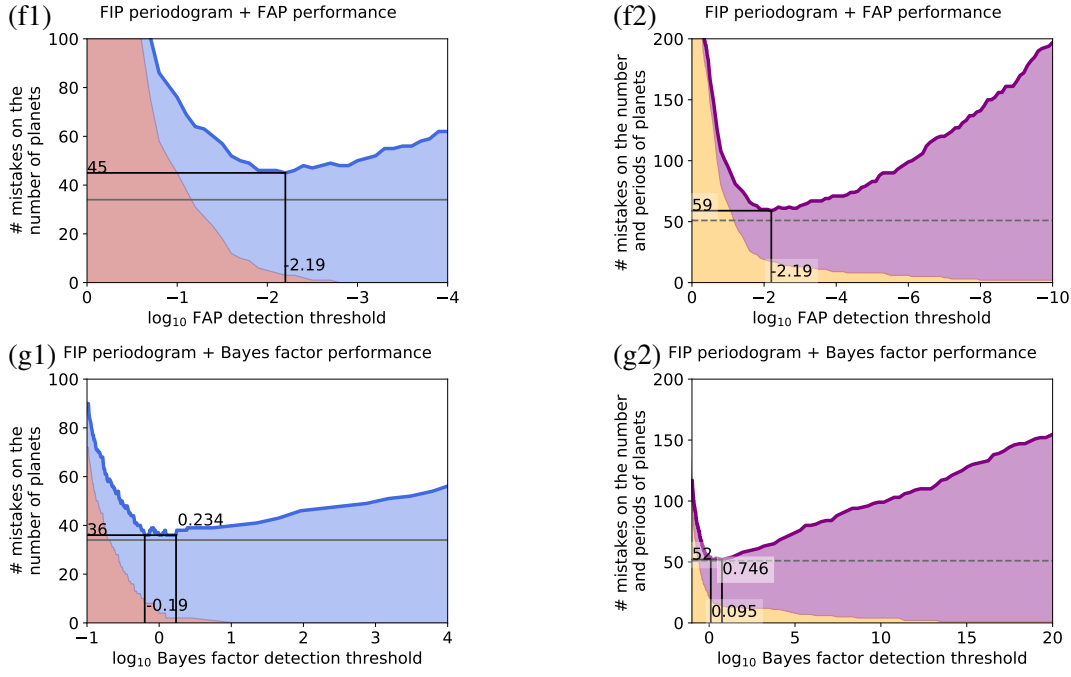 (f1) FIP periodogram + FAP performance
100
80
60
40
20
0
# mistakes on the
number of planets
45
-2.19
0 −1 −2 −3 −4
log10 FAP detection threshold
(f2) FIP periodogram + FAP performance
200
150
100
50
0
# mistakes on the number
and periods of planets
59
-2.19
0 −2 −4 −6 −8 −10
log10 FAP detection threshold
(g1) FIP periodogram + Bayes factor performance
100
80
60
40
20
0
# mistakes on the
number of planets
36
0.234
-0.19
−1 0 1 2 3 4
log10 Bayes factor detection threshold
(g2) FIP periodogram + Bayes factor performance
200
150
100
50
0
# mistakes on the number
and periods of planets
52
0.746
0.095
0 5 10 15 20
log10 Bayes factor detection threshold